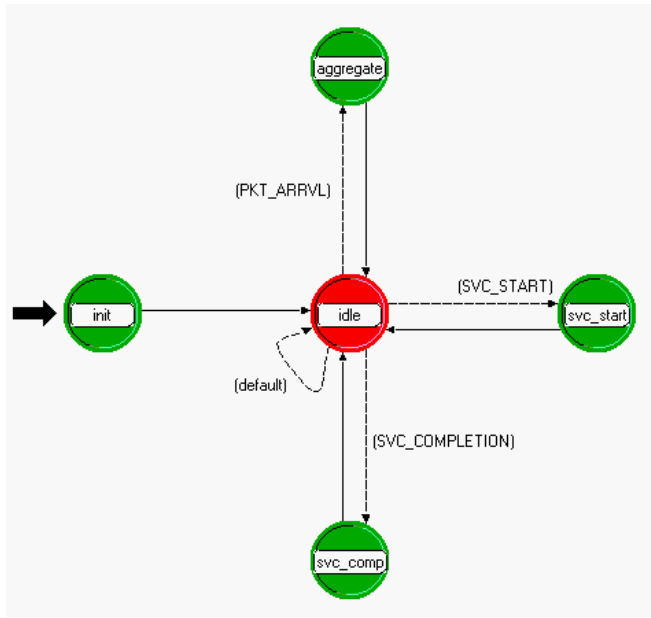 aggregate
(PKT_ARRVL)
(SVC_START)
init
idle
svc_start
(default)
(SVC_COMPLETION)
svc_comp